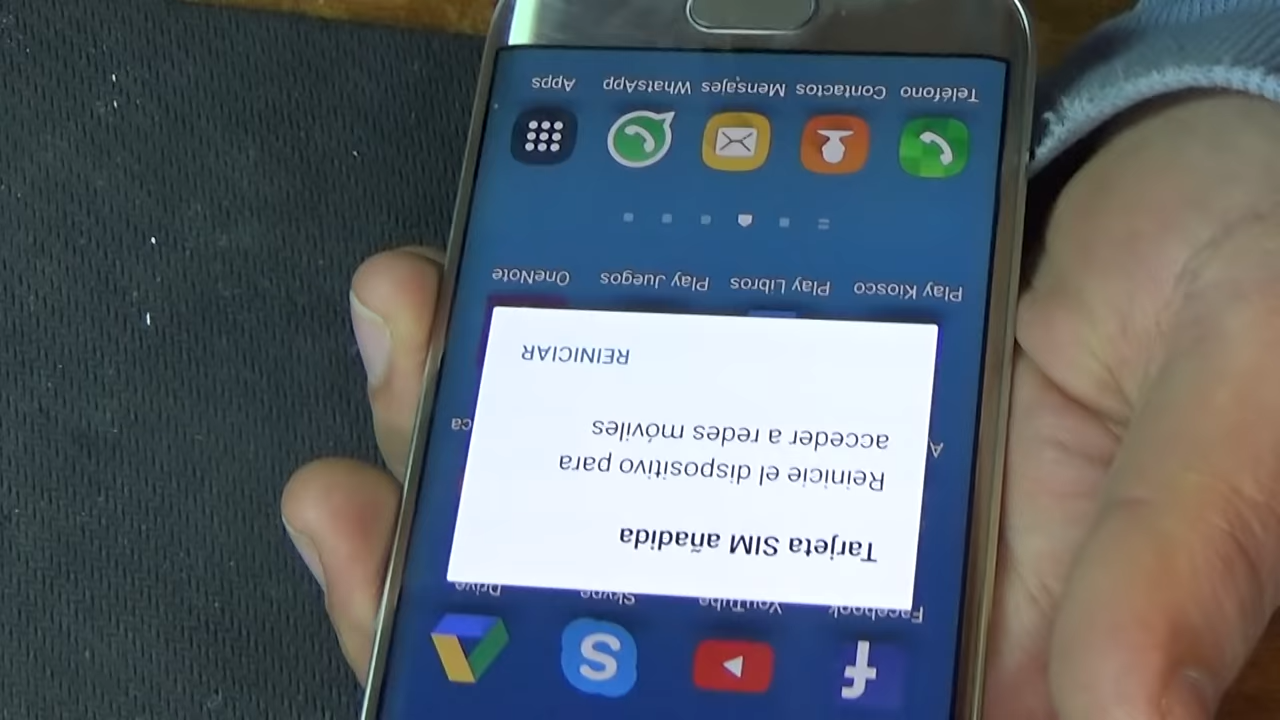 Facebook YouTube Skype Drive
Tarjeta SIM añadida
Reinicie el dispositivo para
acceder a redes móviles
REINICIAR
Play Kiosco Play Libros Play Juegos OneNote
Teléfono Contactos Mensajes WhatsApp Apps